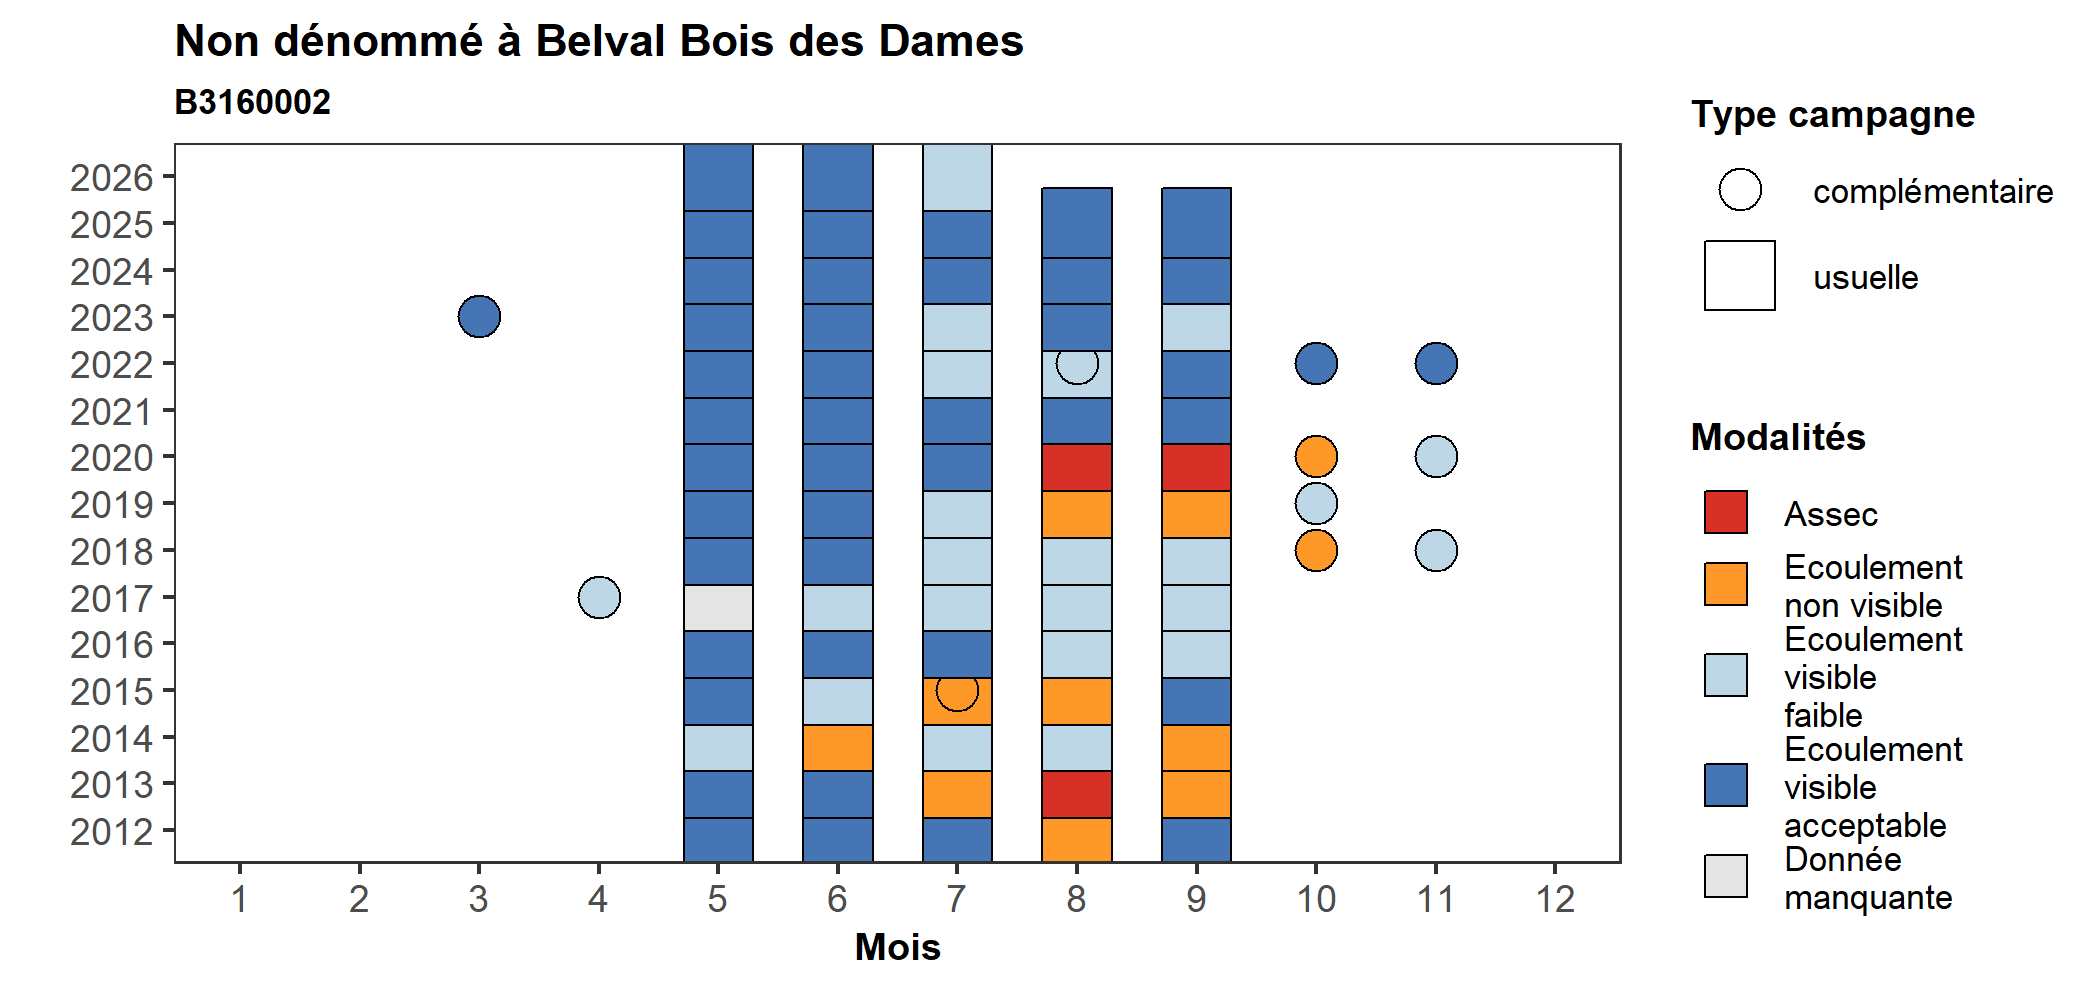 Non dénommé à Belval Bois des Dames
B3160002
2026
2025
2024
2023
2022
2021
2020
2019
2018
2017
2016
2015
2014
2013
2012
1 2 3 4 5 6 7 8 9 10 11 12
Mois
Type campagne
complémentaire
usuelle
Modalités
Assec
Ecoulement
non visible
Ecoulement
visible
faible
Ecoulement
visible
acceptable
Donnée
manquante